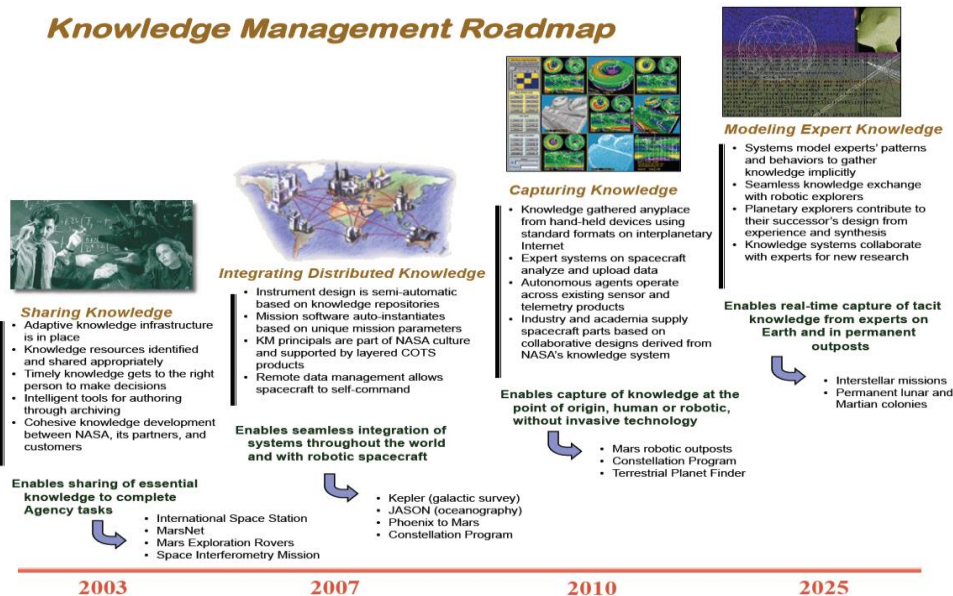 Knowledge Management Roadmap
Sharing Knowledge
• Adaptive knowledge infrastructure
is in place
• Knowledge resources identified
and shared appropriately
• Timely knowledge gets to the right
person to make decisions
• Intelligent tools for authoring
through archiving
• Cohesive knowledge development
between NASA, its partners, and
customers
Enables sharing of essential
knowledge to complete
Agency tasks
• International Space Station
• MarsNet
• Mars Exploration Rovers
• Space Interferometry Mission
Integrating Distributed Knowledge
• Instrument design is semi-automatic
based on knowledge repositories
• Mission software auto-instantiates
based on unique mission parameters
• KM principals are part of NASA culture
and supported by layered COTS
products
• Remote data management allows
spacecraft to self-command
Enables seamless integration of
systems throughout the world
and with robotic spacecraft
• Kepler (galactic survey)
• JASON (oceanography)
• Phoenix to Mars
• Constellation Program
Capturing Knowledge
• Knowledge gathered anyplace
from hand-held devices using
standard formats on interplanetary
Internet
• Expert systems on spacecraft
analyze and upload data
• Autonomous agents operate
across existing sensor and
telemetry products
• Industry and academia supply
spacecraft parts based on
collaborative designs derived from
NASA's knowledge system
Enables capture of knowledge at the
point of origin, human or robotic,
without invasive technology
• Mars robotic outposts
• Constellation Program
• Terrestrial Planet Finder
Modeling Expert Knowledge
• Systems model experts' patterns
and behaviors to gather
knowledge implicitly
• Seamless knowledge exchange
with robotic explorers
• Planetary explorers contribute to
their successor's design from
experience and synthesis
• Knowledge systems collaborate
with experts for new research
Enables real-time capture of tacit
knowledge from experts on
Earth and in permanent
outposts
• Interstellar missions
• Permanent lunar and
Martian colonies
2003
2007
2010
2025